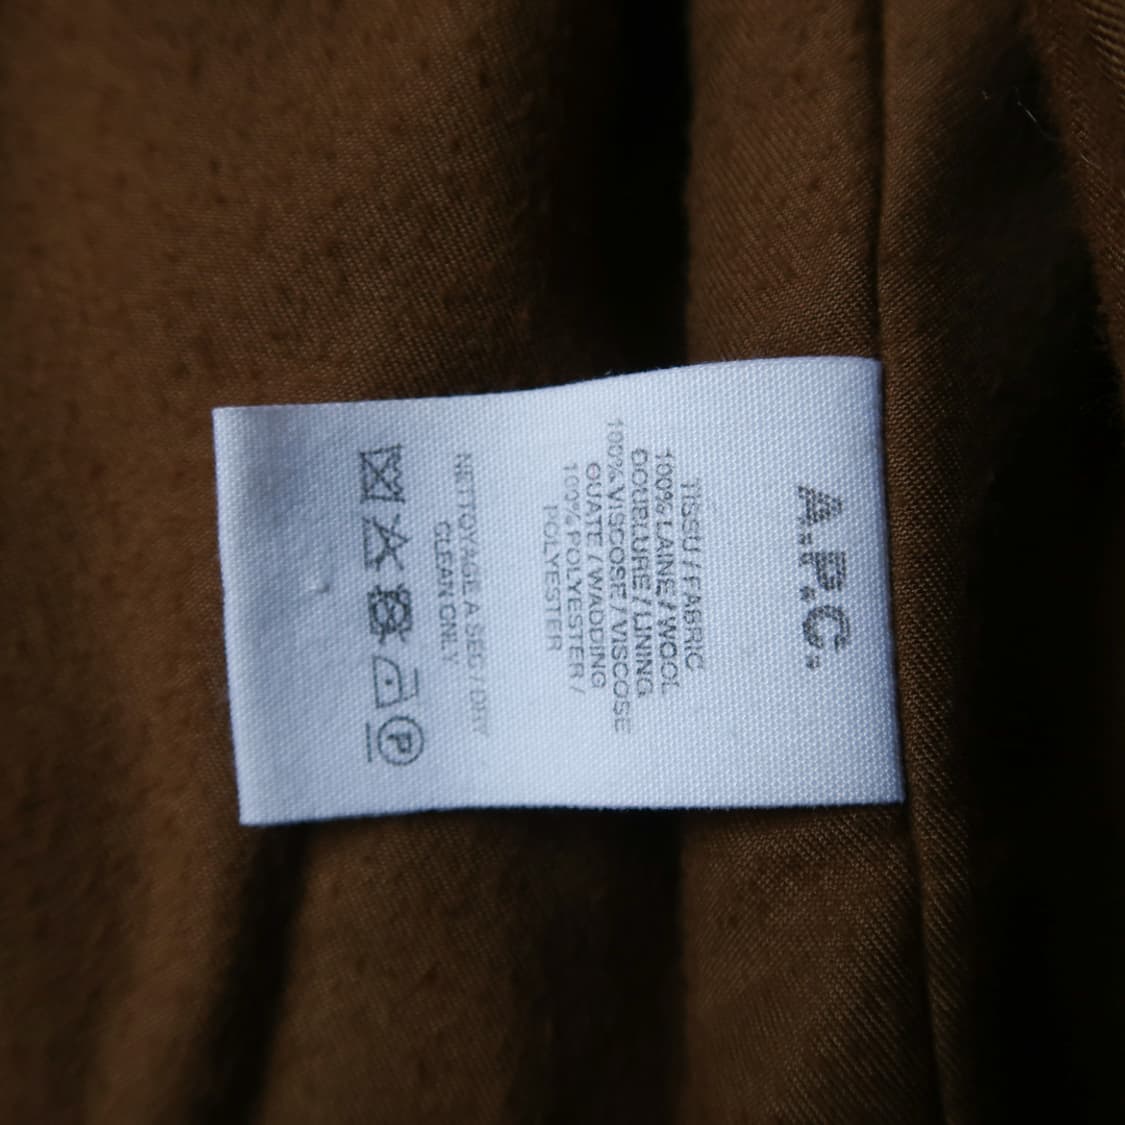 A.P.C.
TISSU / FABRIC
100% LAINE / WOOL
DOUBLURE / LINING
100% VISCOSE / VISCOSE
OUATE / WADDING
100% POLYESTER /
POLYESTER
NETTOYAGE A SEC / DRY
CLEAN ONLY
P